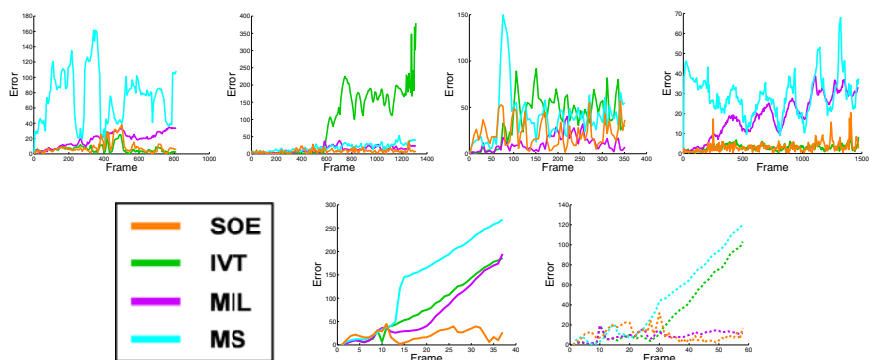 180
160
140
120
100
80
60
40
20
0
Error
0 200 400 600 800 1000
Frame
400
350
300
250
200
150
100
50
0
Error
0 200 400 600 800 1000 1200 1400
Frame
150
100
50
0
Error
0 50 100 150 200 250 300 350 400
Frame
70
60
50
40
30
20
10
0
Error
0 500 1000 1500
Frame
SOE
IVT
MIL
MS
300
250
200
150
100
50
0
Error
0 5 10 15 20 25 30 35 40
Frame
140
120
100
80
60
40
20
0
Error
0 10 20 30 40 50 60
Frame